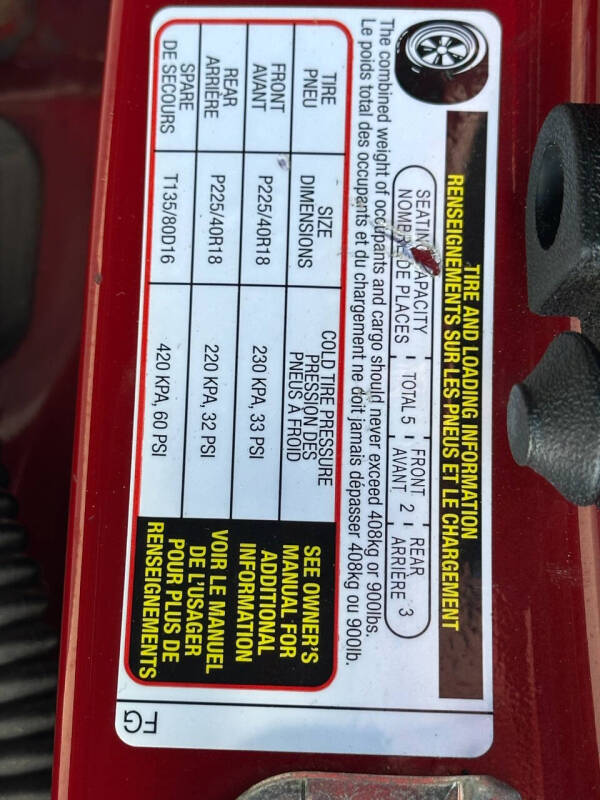 TIRE AND LOADING INFORMATION
RENSEIGNEMENTS SUR LES PNEUS ET LE CHARGEMENT
SEATING CAPACITY
NOMBRE DE PLACES
TOTAL 5
FRONT
AVANT 2
REAR
ARRIÈRE 3
The combined weight of occupants and cargo should never exceed 408kg or 900lbs.
Le poids total des occupants et du chargement ne doit jamais dépasser 408kg ou 900lb.
TIRE
PNEU
SIZE
DIMENSIONS
COLD TIRE PRESSURE
PRESSION DES
PNEUS À FROID
FRONT
AVANT
P225/40R18
230 KPA, 33 PSI
REAR
ARRIÈRE
P225/40R18
220 KPA, 32 PSI
SPARE
DE SECOURS
T135/80D16
420 KPA, 60 PSI
SEE OWNER'S
MANUAL FOR
ADDITIONAL
INFORMATION
VOIR LE MANUEL
DE L'USAGER
POUR PLUS DE
RENSEIGNEMENTS
FG